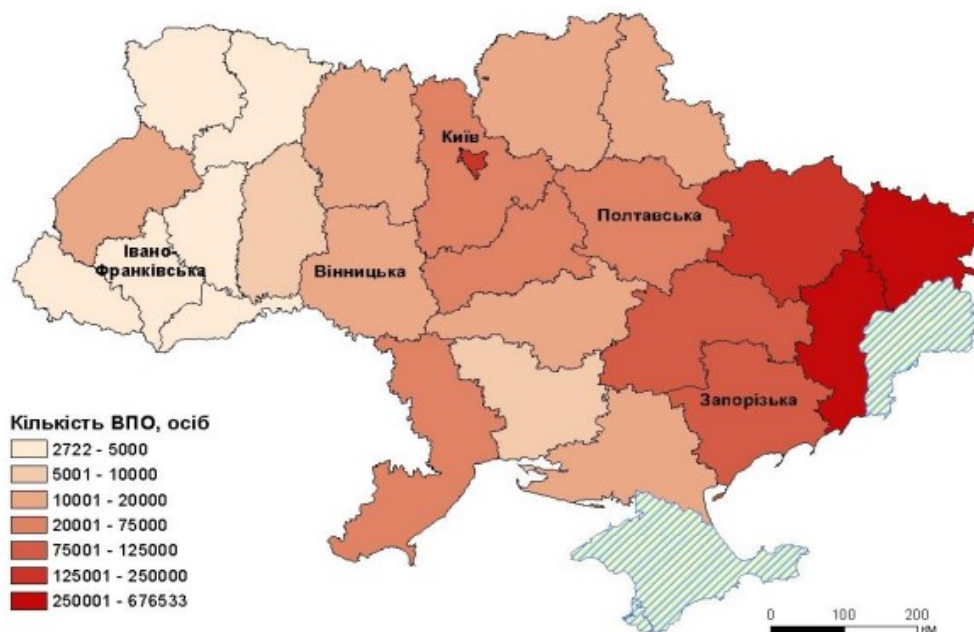 Київ
Полтавська
Івано-
Франківська
Вінницька
Запорізька
Кількість ВПО, осіб
2722 - 5000
5001 - 10000
10001 - 20000
20001 - 75000
75001 - 125000
125001 - 250000
250001 - 676533
0 100 200
км